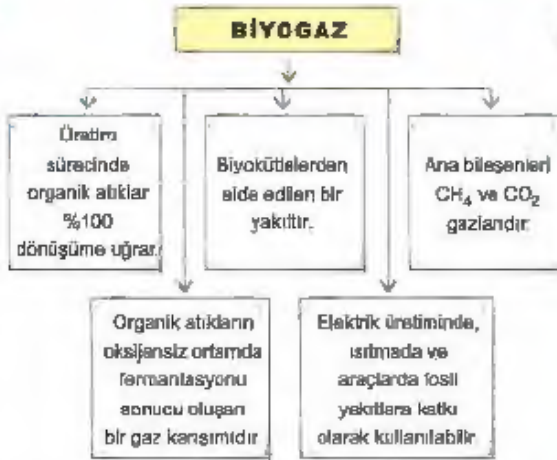 BİYOGAZ
Üretim
sürecinde
organik atıklar
%100
dönüşüme uğrar.
Biyokütlelerden
elde edilen bir
yakıttır.
Ana bileşenleri
CH₄ ve CO₂
gazlarıdır.
Organik atıkların
oksijensiz ortamda
fermantasyonu
sonucu oluşan
bir gaz karışımıdır.
Elektrik üretiminde,
ısıtmada ve
araçlarda fosil
yakıtlara katkı
olarak kullanılabilir.